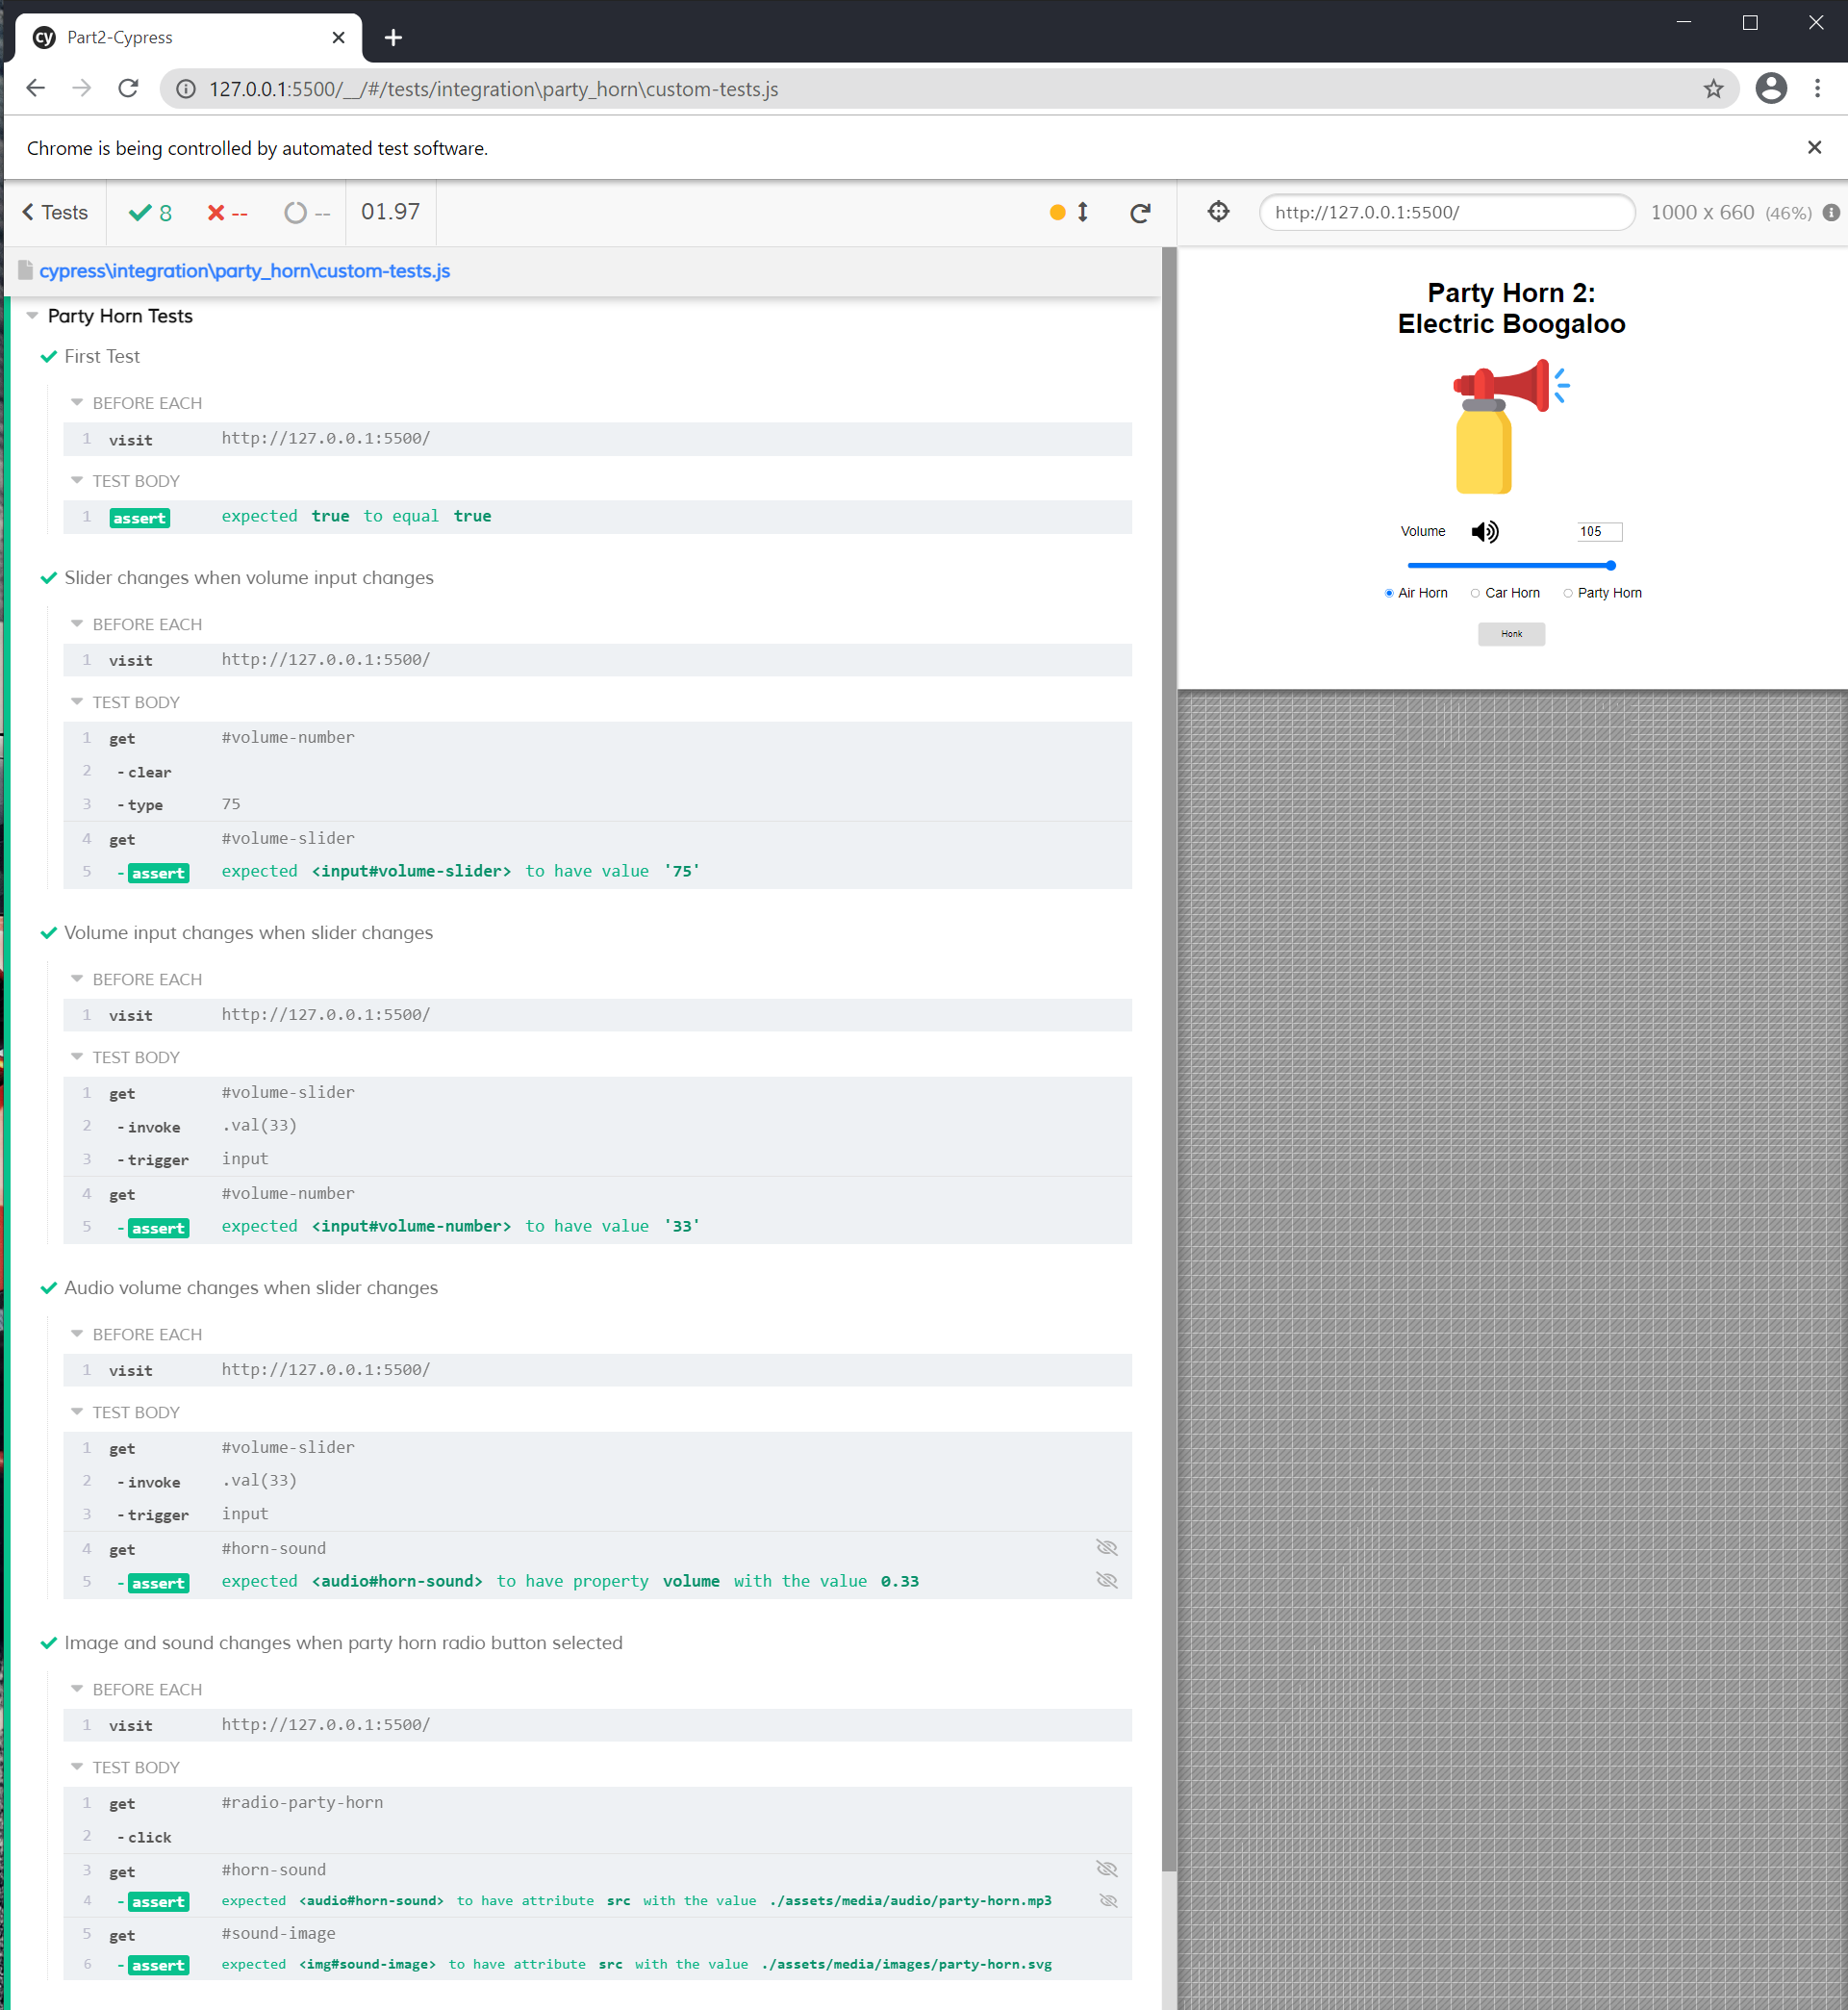 cy Part2-Cypress
127.0.0.1:5500/__/#/tests/integration\party_horn\custom-tests.js
Chrome is being controlled by automated test software.
Tests 8 -- -- 01.97
http://127.0.0.1:5500/ 1000 x 660 (46%)
cypress\integration\party_horn\custom-tests.js
Party Horn Tests
First Test
BEFORE EACH
1 visit http://127.0.0.1:5500/
TEST BODY
1 assert expected true to equal true
Slider changes when volume input changes
BEFORE EACH
1 visit http://127.0.0.1:5500/
TEST BODY
1 get #volume-number
2 -clear
3 -type 75
4 get #volume-slider
5 -assert expected <input#volume-slider> to have value '75'
Volume input changes when slider changes
BEFORE EACH
1 visit http://127.0.0.1:5500/
TEST BODY
1 get #volume-slider
2 -invoke .val(33)
3 -trigger input
4 get #volume-number
5 -assert expected <input#volume-number> to have value '33'
Audio volume changes when slider changes
BEFORE EACH
1 visit http://127.0.0.1:5500/
TEST BODY
1 get #volume-slider
2 -invoke .val(33)
3 -trigger input
4 get #horn-sound
5 -assert expected <audio#horn-sound> to have property volume with the value 0.33
Image and sound changes when party horn radio button selected
BEFORE EACH
1 visit http://127.0.0.1:5500/
TEST BODY
1 get #radio-party-horn
2 -click
3 get #horn-sound
4 -assert expected <audio#horn-sound> to have attribute src with the value ./assets/media/audio/party-horn.mp3
5 get #sound-image
6 -assert expected <img#sound-image> to have attribute src with the value ./assets/media/images/party-horn.svg
Party Horn 2:
Electric Boogaloo
Volume 105
Air Horn Car Horn Party Horn
Honk